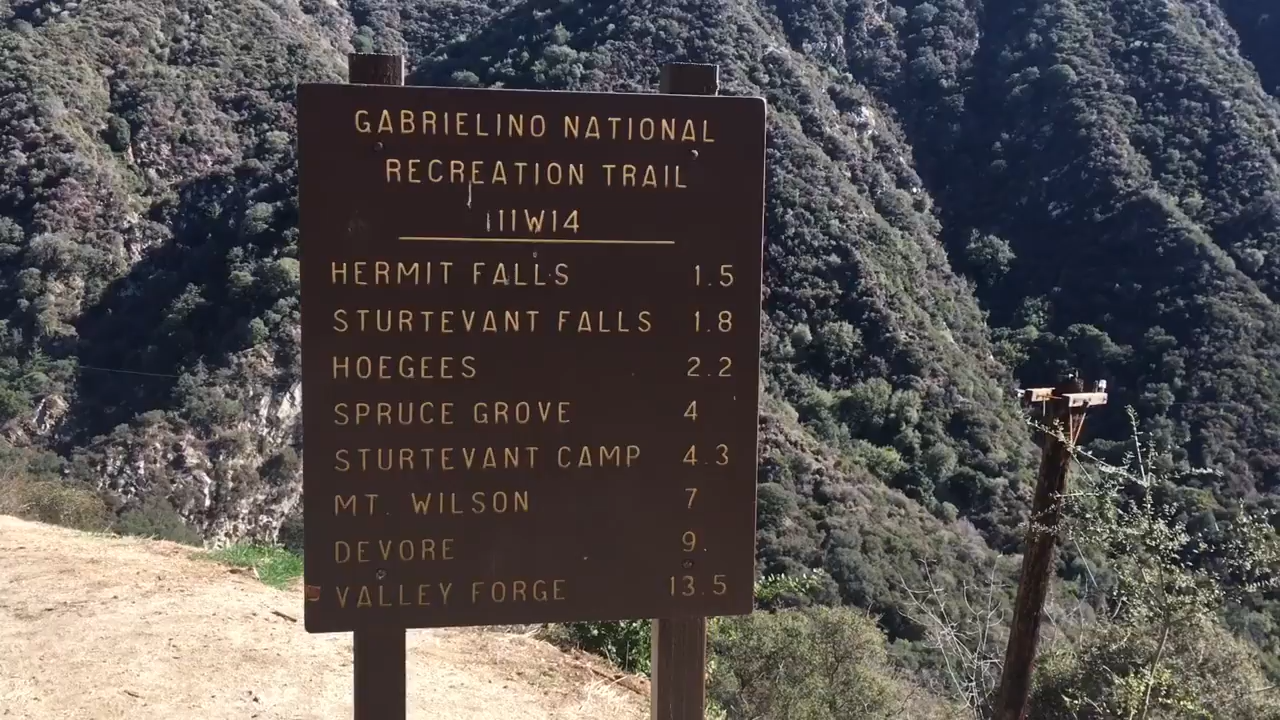 GABRIELINO NATIONAL
RECREATION TRAIL
111W14
HERMIT FALLS 1.5
STURTEVANT FALLS 1.8
HOEGEES 2.2
SPRUCE GROVE 4
STURTEVANT CAMP 4.3
MT. WILSON 7
DEVORE 9
VALLEY FORGE 13.5